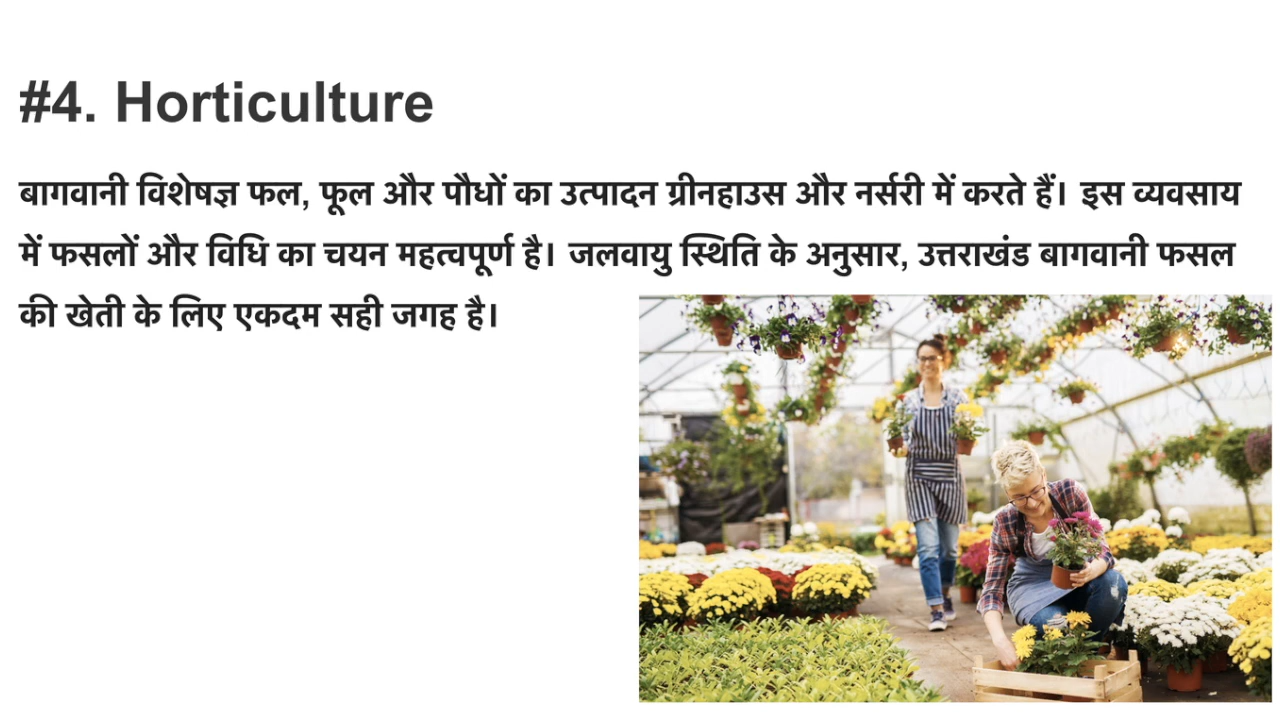 #4. Horticulture
बागवानी विशेषज्ञ फल, फूल और पौधों का उत्पादन ग्रीनहाउस और नर्सरी में करते हैं। इस व्यवसाय
में फसलों और विधि का चयन महत्वपूर्ण है। जलवायु स्थिति के अनुसार, उत्तराखंड बागवानी फसल
की खेती के लिए एकदम सही जगह है।